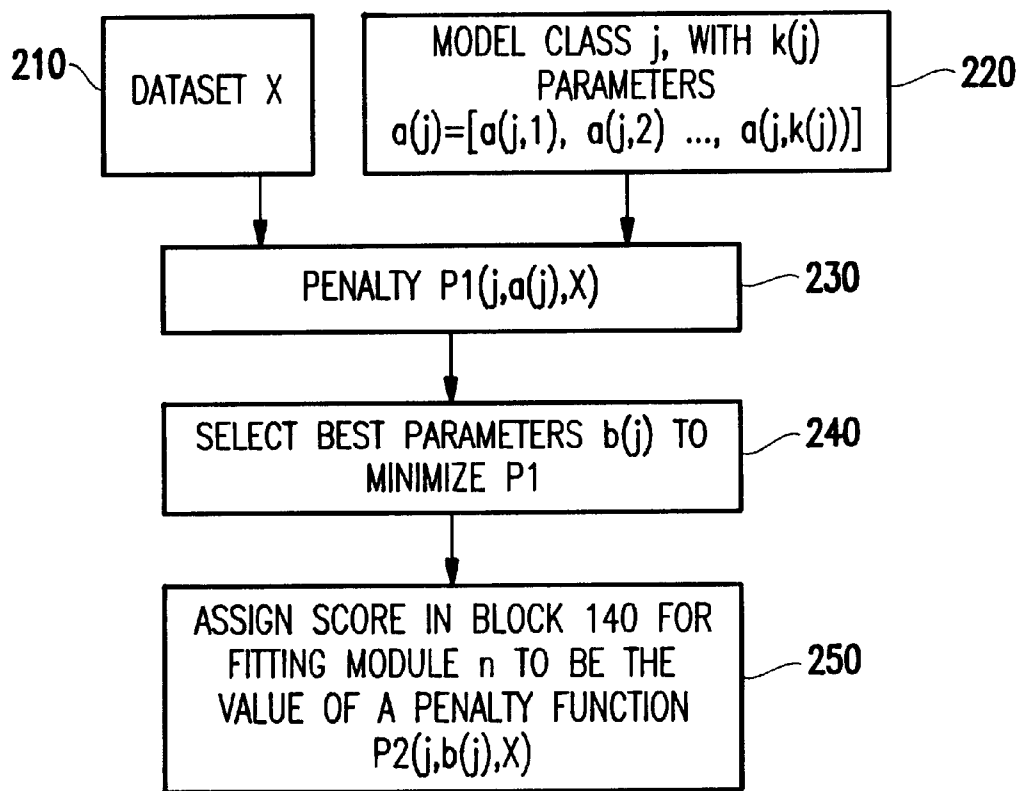 210
DATASET X
MODEL CLASS j, WITH k(j)
PARAMETERS
a(j)=[a(j,1), a(j,2) ..., a(j,k(j))]
220
PENALTY P1(j,a(j),X)
230
SELECT BEST PARAMETERS b(j) TO
MINIMIZE P1
240
ASSIGN SCORE IN BLOCK 140 FOR
FITTING MODULE n TO BE THE
VALUE OF A PENALTY FUNCTION
P2(j,b(j),X)
250